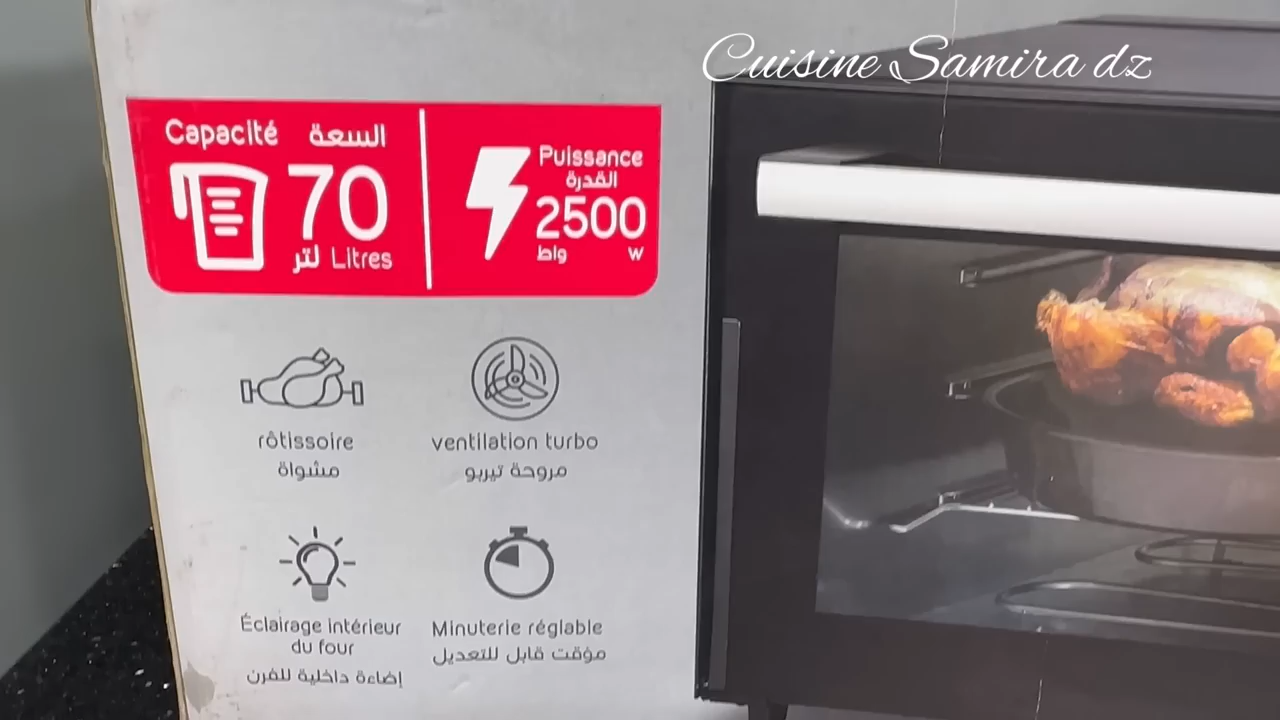 Cuisine Samira dz
Capacité السعة
70
لتر Litres
Puissance
القدرة
2500
واط W
rôtissoire
مشواة
ventilation turbo
مروحة تيربو
Éclairage intérieur
du four
إضاءة داخلية للفرن
Minuterie réglable
مؤقت قابل للتعديل